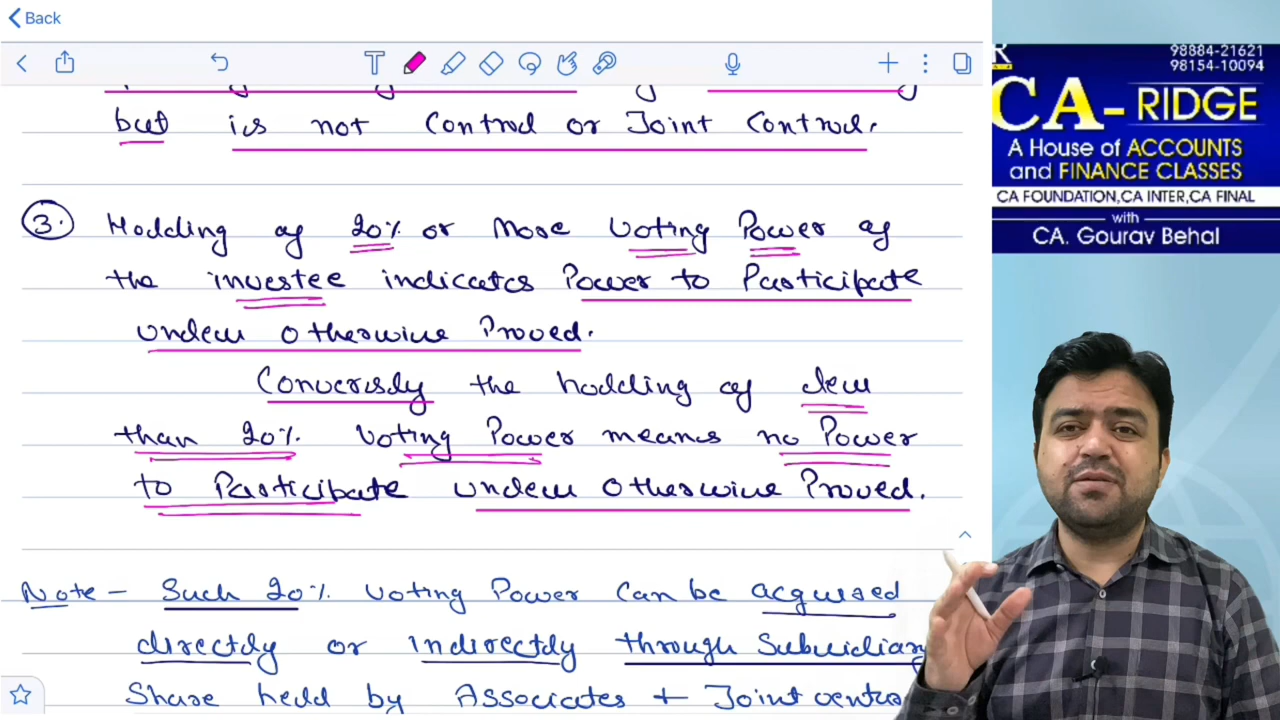 Back
but is not Control or Joint Control.
3. Holding of 20% or More Voting Power of
the investee indicates Power to Participate
unless otherwise Proved.
Conversly the holding of less
than 20% Voting Power means no Power
to Participate unless otherwise Proved.
Note - Such 20% Voting Power can be acquired
directly or indirectly through Subsidiary
Share held by Associates + Joint
98884-21621
98154-10094
CA- RIDGE
A House of ACCOUNTS
and FINANCE CLASSES
CA FOUNDATION,CA INTER,CA FINAL
with
CA. Gourav Behal